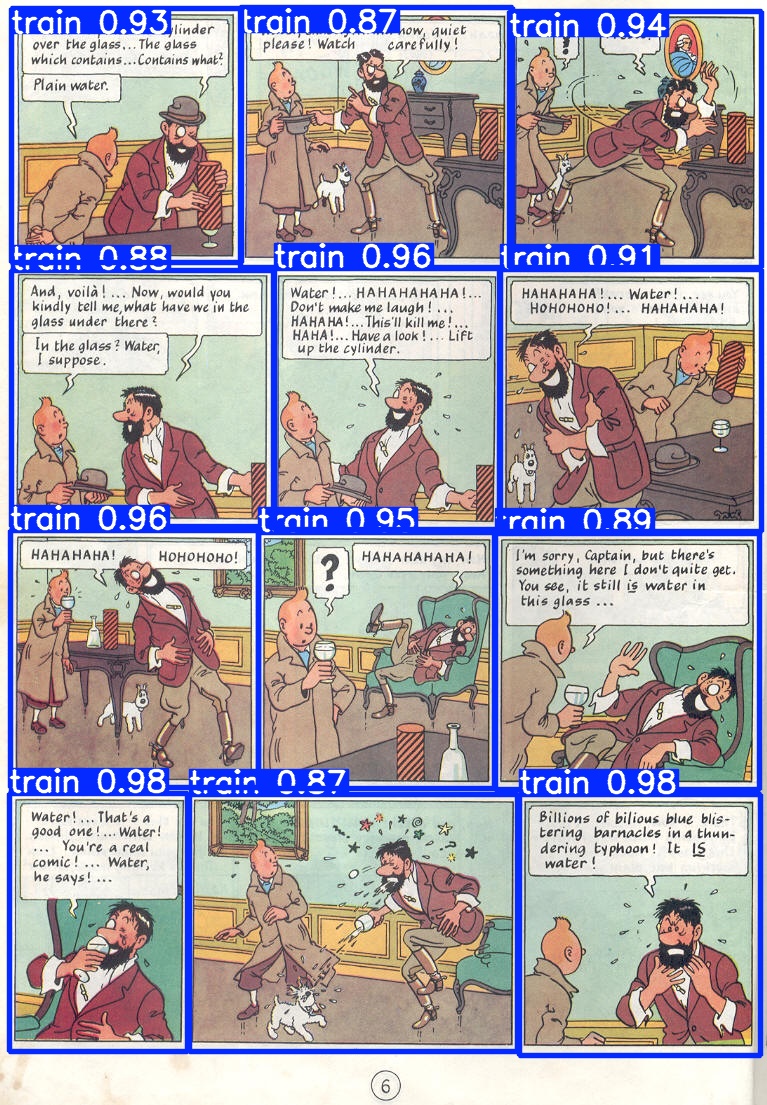 train 0.93
ylinder
over the glass...The glass
which contains...Contains what?
Plain water.
train 0.87
now, quiet
please! Watch carefully!
train 0.94
?
train 0.88
And, voilà!... Now, would you
kindly tell me, what have we in the
glass under there?
In the glass? Water,
I suppose.
train 0.96
Water!... HAHAHAHAHA!...
Don't make me laugh!...
HAHAHA!...This'll kill me!...
HAHA!...Have a look!... Lift
up the cylinder.
train 0.91
HAHAHAHA!... Water!...
HOHOHOHO!... HAHAHAHA!
train 0.96
HAHAHAHA! HOHOHOHO!
train 0.95
?
HAHAHAHAHA!
train 0.89
I'm sorry, Captain, but there's
something here I don't quite get.
You see, it still is water in
this glass ...
train 0.98
Water!... That's a
good one!... Water!
... You're a real
comic!... Water,
he says!...
train 0.87
train 0.98
Billions of bilious blue blis-
tering barnacles in a thun-
dering typhoon! It IS
water!
6